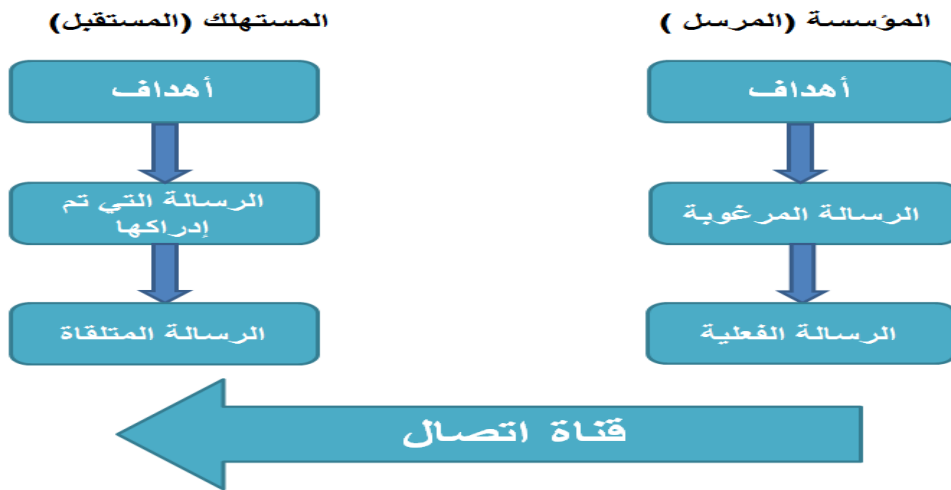 المؤسسة (المرسل )
المستهلك (المستقبل)
أهداف
أهداف
الرسالة المرغوبة
الرسالة التي تم
إدراكها
الرسالة الفعلية
الرسالة المتلقاة
قناة اتصال